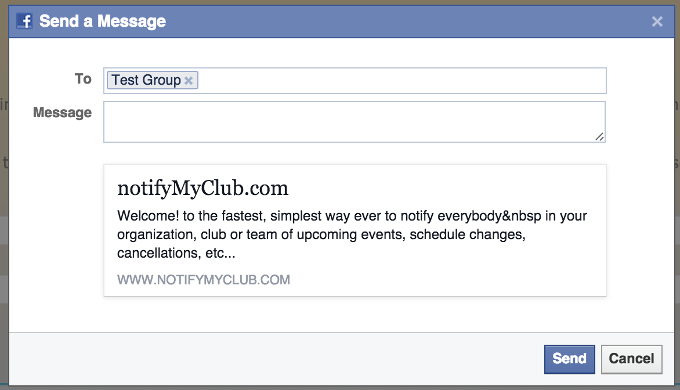 Send a Message
To
Test Group
Message
notifyMyClub.com
Welcome! to the fastest, simplest way ever to notify everybody&nbsp in your
organization, club or team of upcoming events, schedule changes,
cancellations, etc...
WWW.NOTIFYMYCLUB.COM
Send Cancel